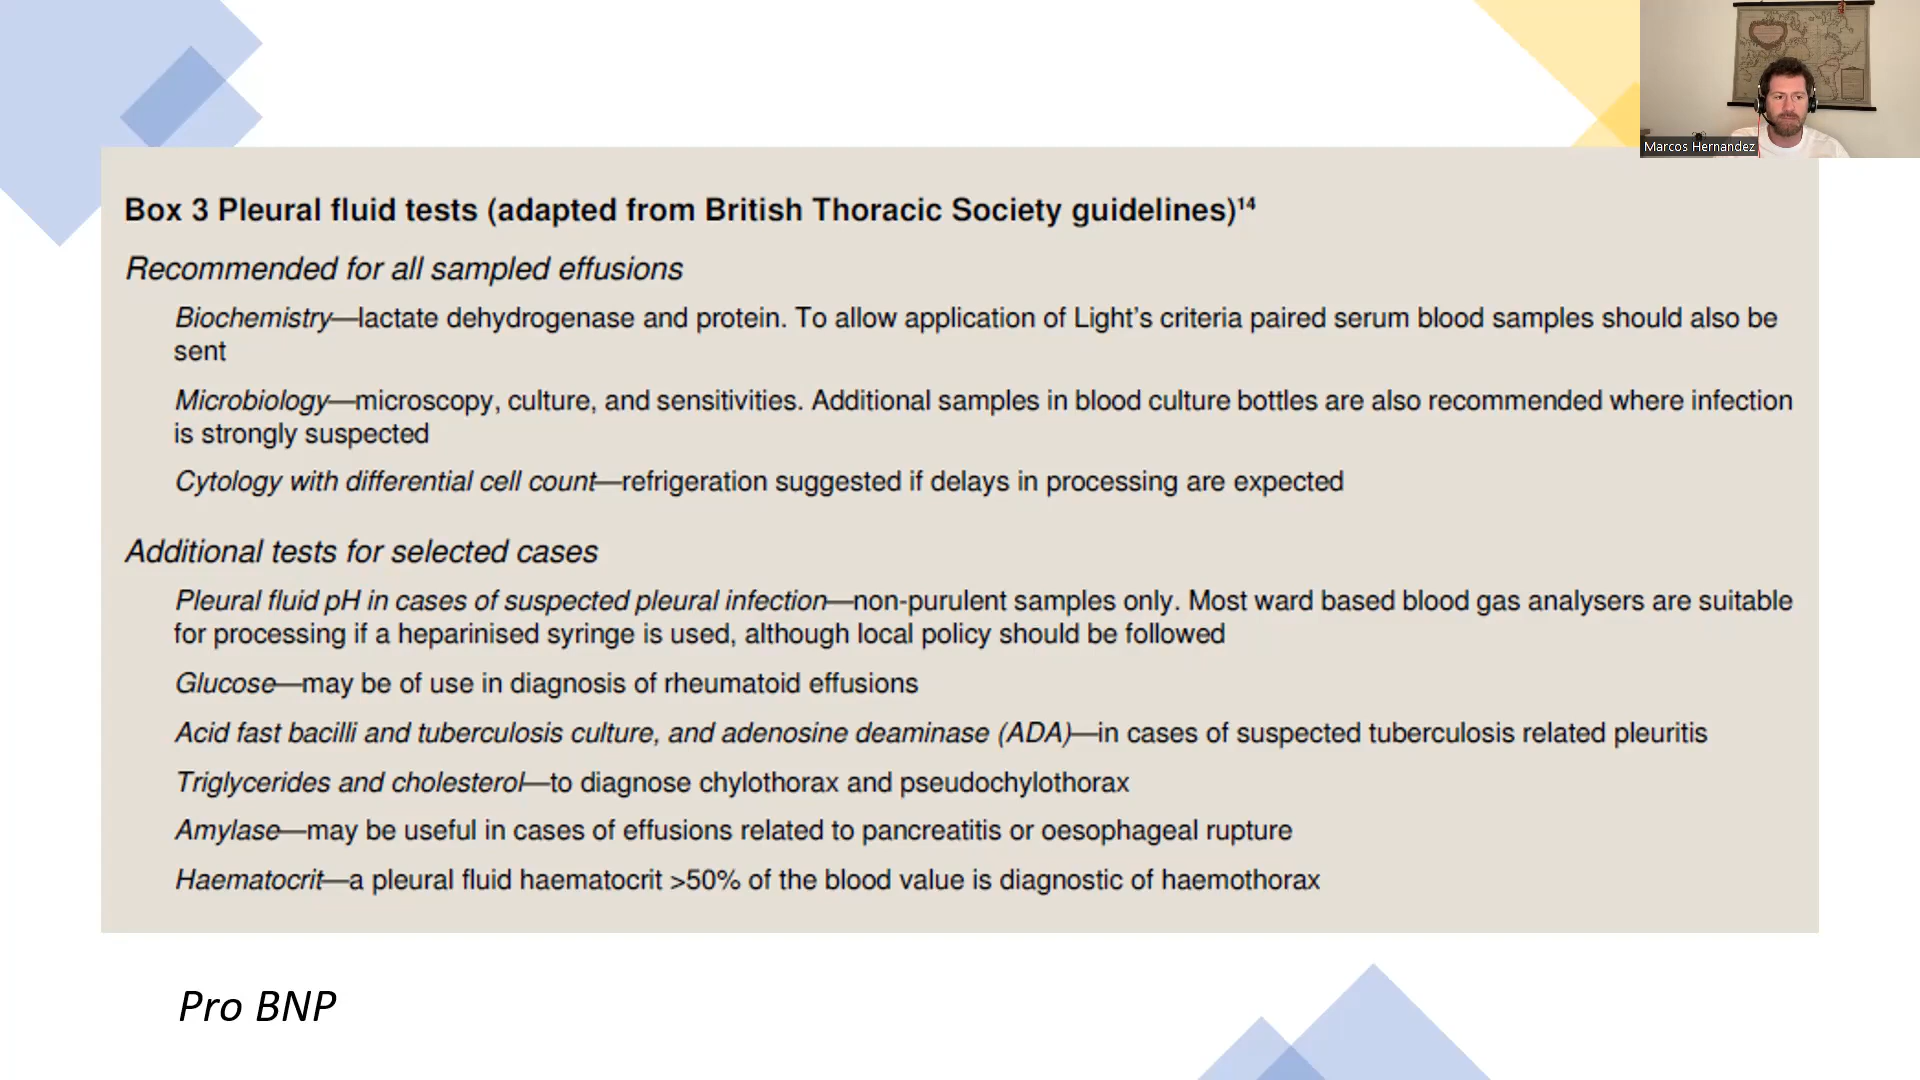 Marcos Hernandez
Box 3 Pleural fluid tests (adapted from British Thoracic Society guidelines)¹⁴
Recommended for all sampled effusions
Biochemistry—lactate dehydrogenase and protein. To allow application of Light's criteria paired serum blood samples should also be
sent
Microbiology—microscopy, culture, and sensitivities. Additional samples in blood culture bottles are also recommended where infection
is strongly suspected
Cytology with differential cell count—refrigeration suggested if delays in processing are expected
Additional tests for selected cases
Pleural fluid pH in cases of suspected pleural infection—non-purulent samples only. Most ward based blood gas analysers are suitable
for processing if a heparinised syringe is used, although local policy should be followed
Glucose—may be of use in diagnosis of rheumatoid effusions
Acid fast bacilli and tuberculosis culture, and adenosine deaminase (ADA)—in cases of suspected tuberculosis related pleuritis
Triglycerides and cholesterol—to diagnose chylothorax and pseudochylothorax
Amylase—may be useful in cases of effusions related to pancreatitis or oesophageal rupture
Haematocrit—a pleural fluid haematocrit >50% of the blood value is diagnostic of haemothorax
Pro BNP